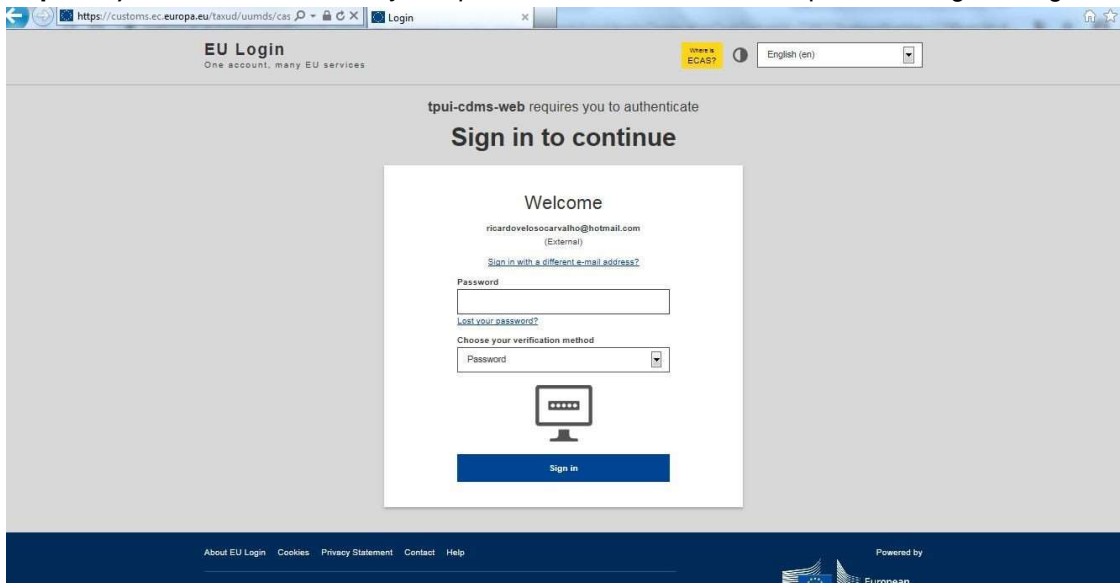 https://customs.ec.europa.eu/taxud/uumds/cas
Login
EU Login
One account, many EU services
Where is ECAS?
English (en)
tpui-cdms-web requires you to authenticate
Sign in to continue
Welcome
ricardovelosocarvalho@hotmail.com
(External)
Sign in with a different e-mail address?
Password
Lost your password?
Choose your verification method
Password
Sign in
About EU Login Cookies Privacy Statement Contact Help
Powered by
European